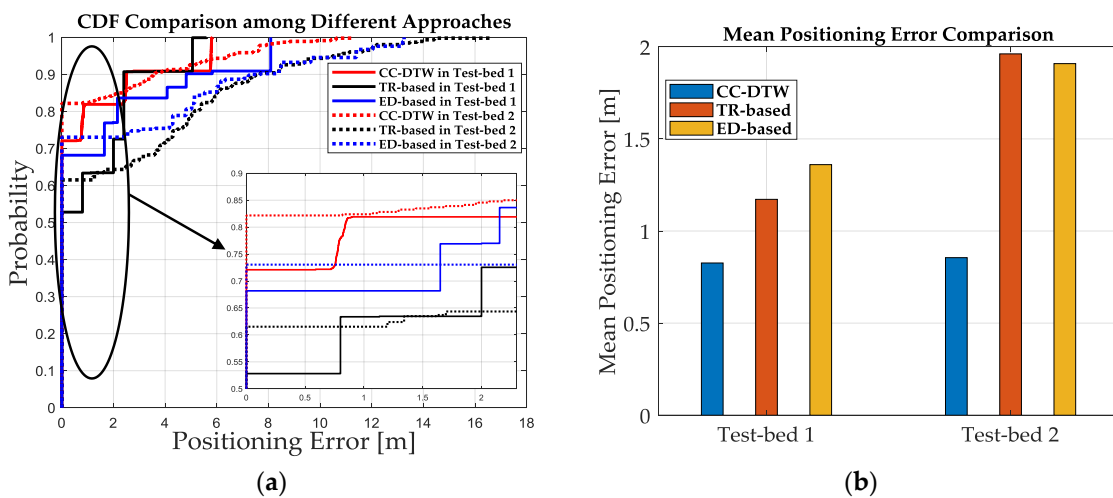 CDF Comparison among Different Approaches
Probability
1
0.9
0.8
0.7
0.6
0.5
0.4
0.3
0.2
0.1
0
CC-DTW in Test-bed 1
TR-based in Test-bed 1
ED-based in Test-bed 1
CC-DTW in Test-bed 2
TR-based in Test-bed 2
ED-based in Test-bed 2
0.9
0.85
0.8
0.75
0.7
0.65
0.6
0.55
0.5
0 0.5 1 1.5 2
0 2 4 6 8 10 12 14 16 18
Positioning Error [m]
(a)
Mean Positioning Error Comparison
Mean Positioning Error [m]
2
1.5
1
0.5
0
CC-DTW
TR-based
ED-based
Test-bed 1 Test-bed 2
(b)